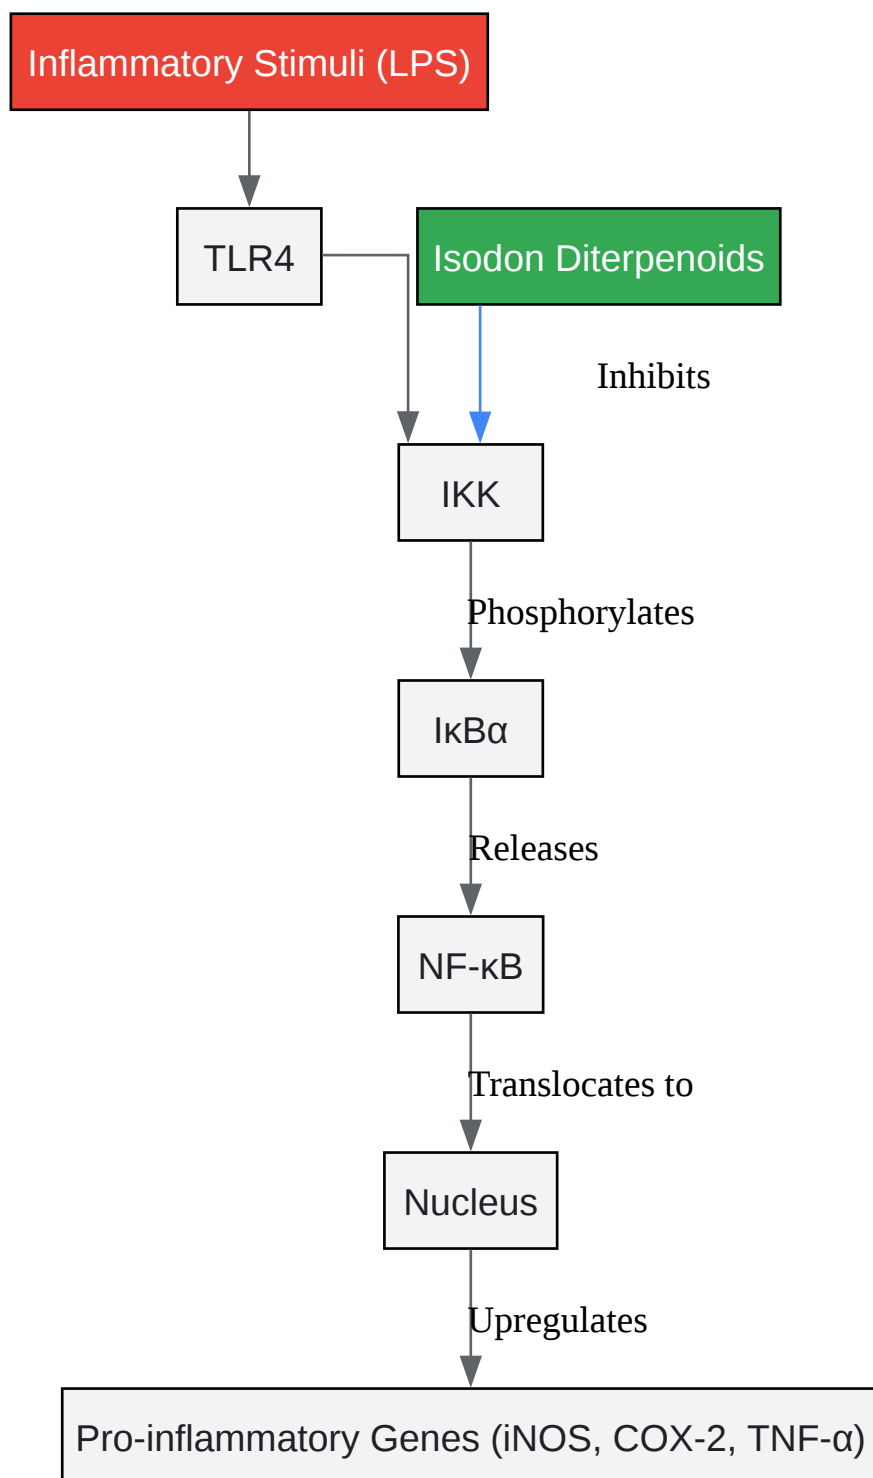 Inflammatory Stimuli (LPS)
TLR4
Isodon Diterpenoids
Inhibits
IKK
Phosphorylates
IκBα
Releases
NF-κB
Translocates to
Nucleus
Upregulates
Pro-inflammatory Genes (iNOS, COX-2, TNF-α)